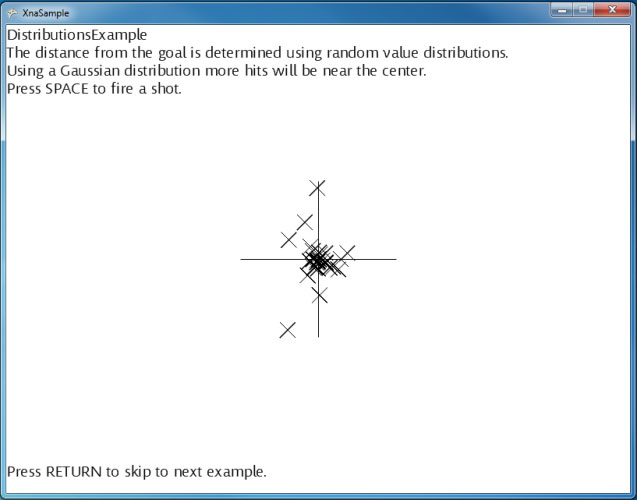 XnaSample
DistributionsExample
The distance from the goal is determined using random value distributions.
Using a Gaussian distribution more hits will be near the center.
Press SPACE to fire a shot.
Press RETURN to skip to next example.